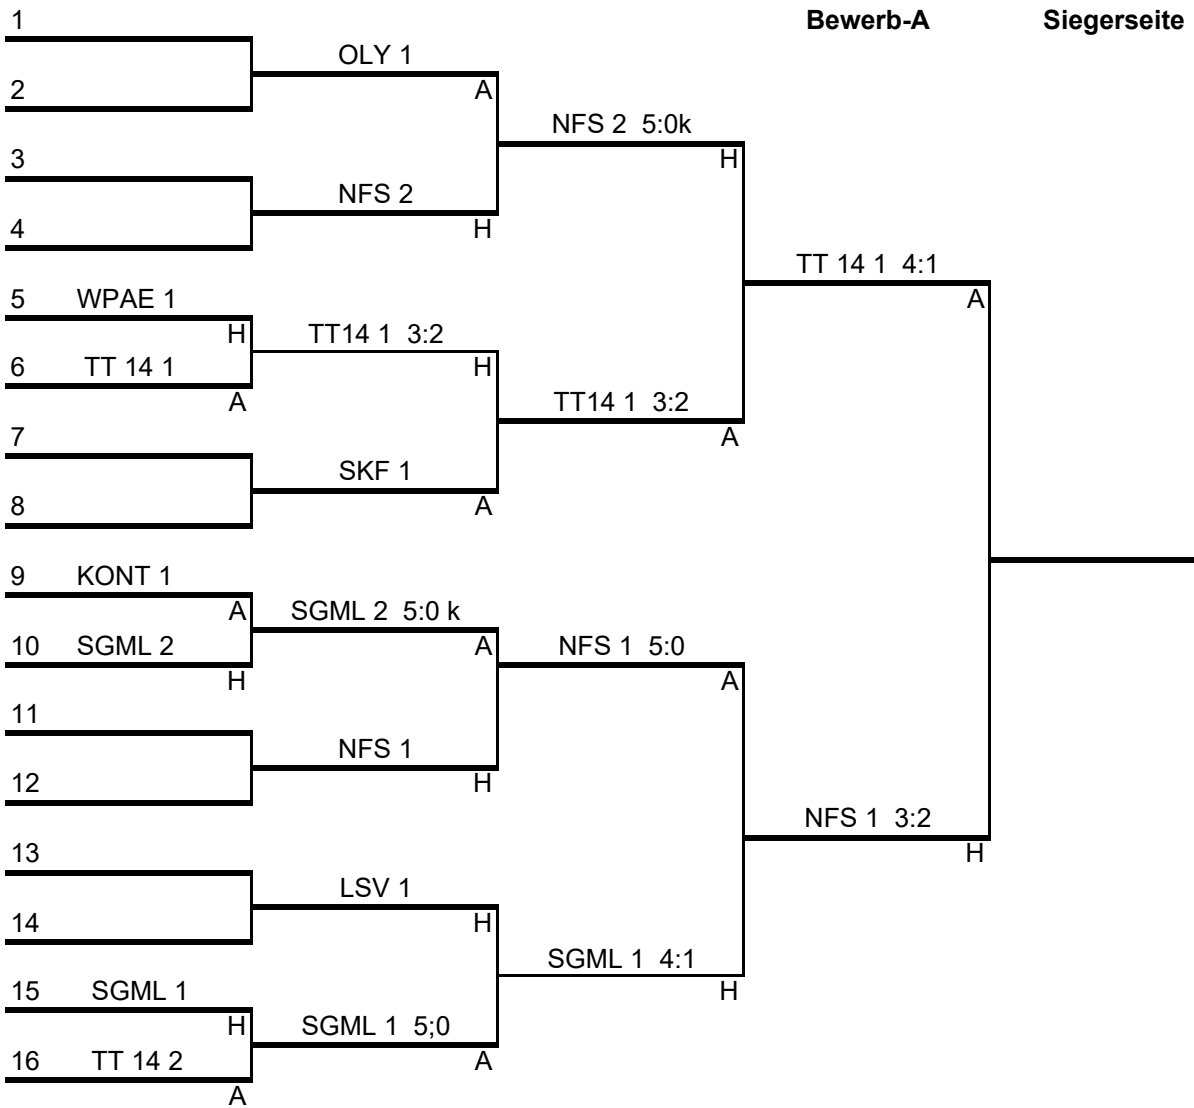 1 Bewerb-A Siegerseite
OLY 1
2 A
NFS 2 5:0k
3 H
NFS 2
4 H
TT 14 1 4:1
5 WPAE 1 A
H TT14 1 3:2
6 TT 14 1 H
A TT14 1 3:2
7 A
SKF 1
8 A
9 KONT 1
A SGML 2 5:0 k
10 SGML 2 A NFS 1 5:0
H A
11
NFS 1
12 H
NFS 1 3:2
13 H
LSV 1
14 H
SGML 1 4:1
15 SGML 1 H
H SGML 1 5;0
16 TT 14 2 A
A